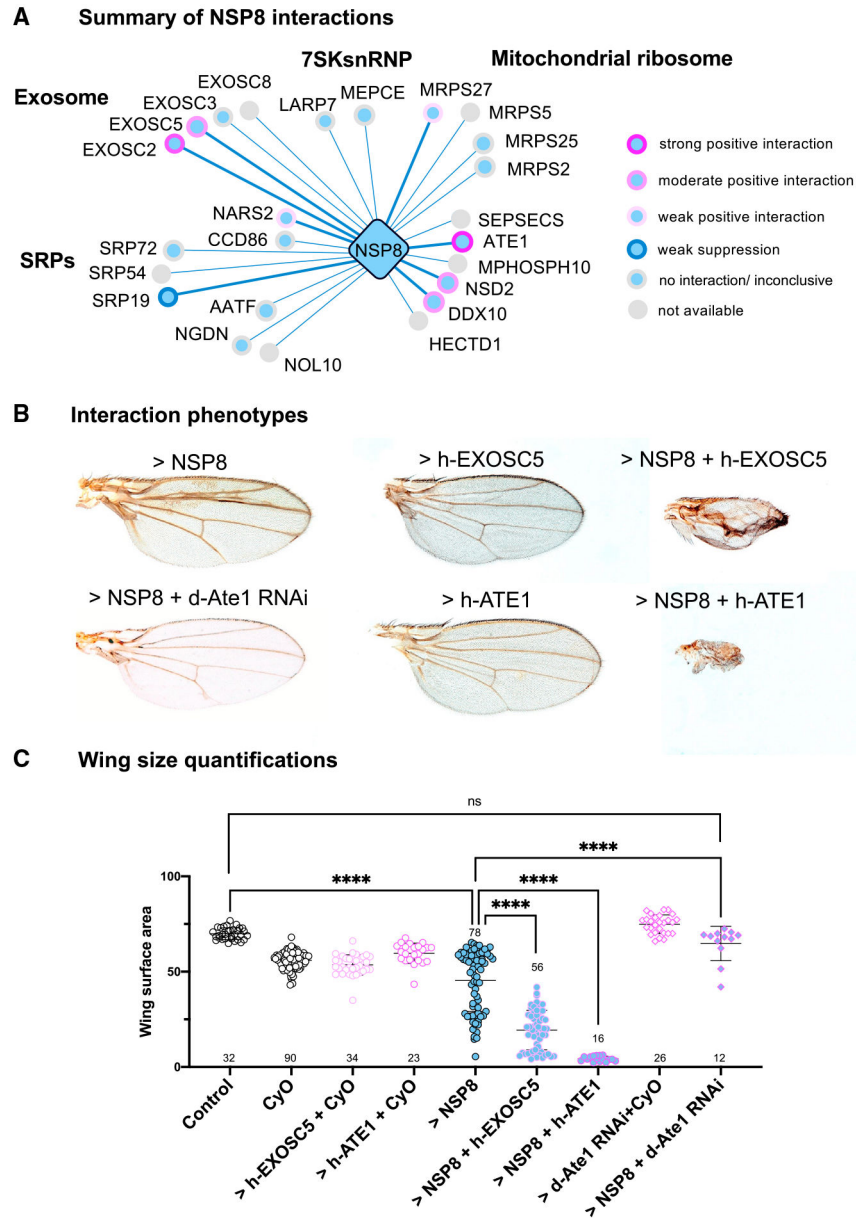 A Summary of NSP8 interactions
7SKsnRNP
Mitochondrial ribosome
Exosome
EXOSC8
EXOSC3
EXOSC5
EXOSC2
LARP7
MEPCE
MRPS27
MRPS5
MRPS25
MRPS2
strong positive interaction
moderate positive interaction
weak positive interaction
weak suppression
no interaction/ inconclusive
not available
NARS2
CCD86
NSP8
SEPSECS
ATE1
MPHOSPH10
NSD2
DDX10
HECTD1
SRPs
SRP72
SRP54
SRP19
AATF
NGDN
NOL10
B Interaction phenotypes
> NSP8
> h-EXOSC5
> NSP8 + h-EXOSC5
> NSP8 + d-Ate1 RNAi
> h-ATE1
> NSP8 + h-ATE1
C Wing size quantifications
ns
****
****
****
****
Wing surface area
100
50
0
32
90
34
23
78
56
16
26
12
Control
CyO
> h-EXOSC5 + CyO
> h-ATE1 + CyO
> NSP8
> NSP8 + h-EXOSC5
> NSP8 + h-ATE1
> d-Ate1 RNAi+CyO
> NSP8 + d-Ate1 RNAi